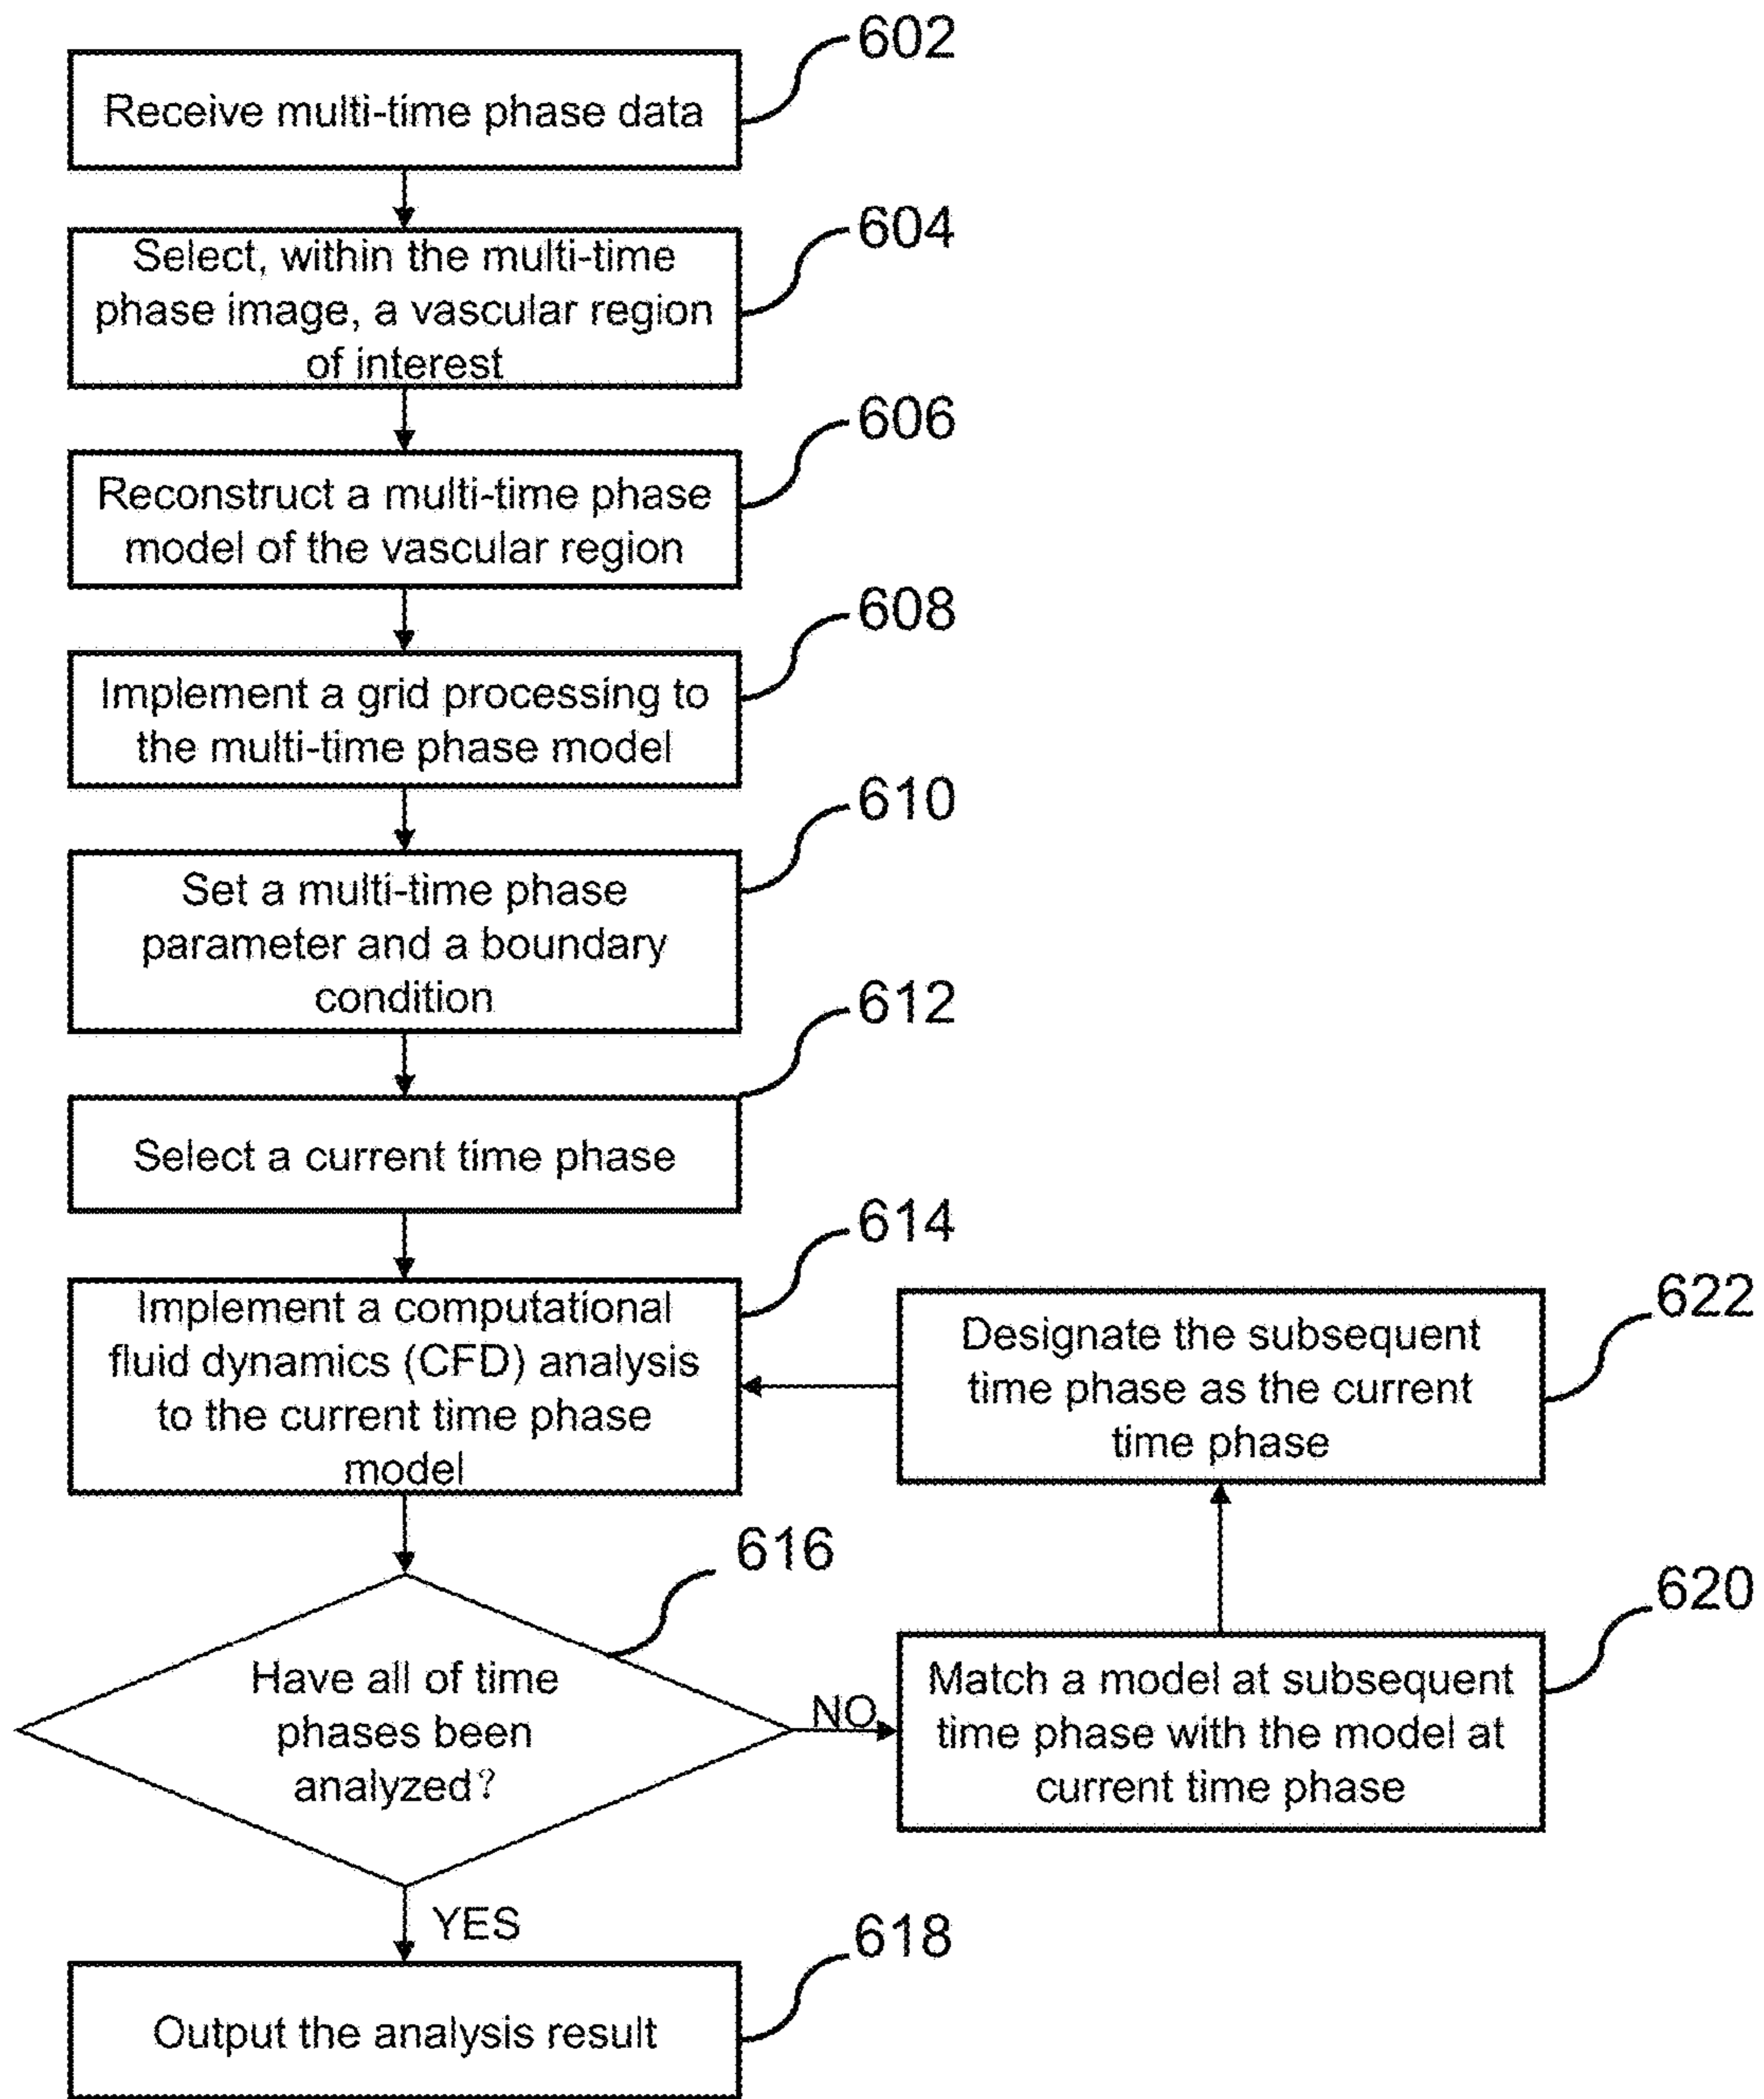 602
Receive multi-time phase data
604
Select, within the multi-time
phase image, a vascular region
of interest
606
Reconstruct a multi-time phase
model of the vascular region
608
Implement a grid processing to
the multi-time phase model
610
Set a multi-time phase
parameter and a boundary
condition
612
Select a current time phase
614
Implement a computational
fluid dynamics (CFD) analysis
to the current time phase
model
622
Designate the subsequent
time phase as the current
time phase
616
Have all of time
phases been
analyzed?
NO
620
Match a model at subsequent
time phase with the model at
current time phase
YES
618
Output the analysis result